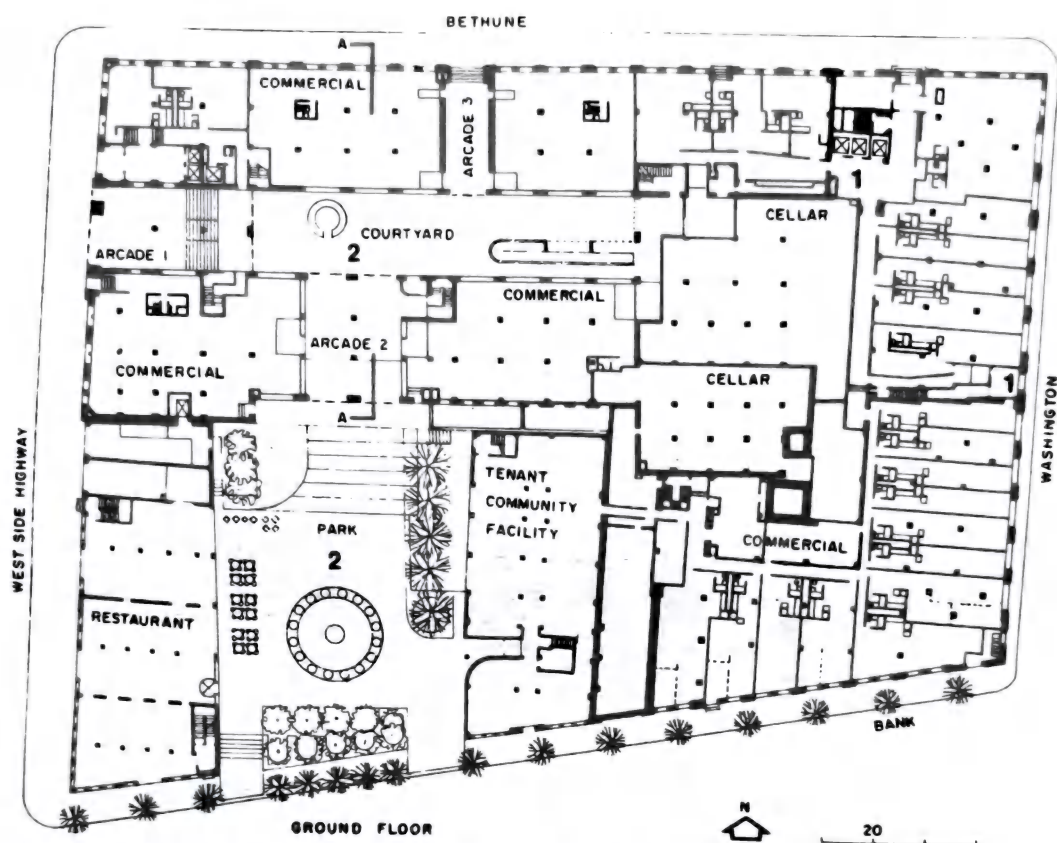 BETHUNE
A
COMMERCIAL
ARCADE 3
1
CELLAR
COURTYARD
2
ARCADE 1
COMMERCIAL
ARCADE 2
COMMERCIAL
CELLAR
1
A
WEST SIDE HIGHWAY
WASHINGTON
TENANT
COMMUNITY
FACILITY
PARK
2
COMMERCIAL
RESTAURANT
BANK
GROUND FLOOR
N
20